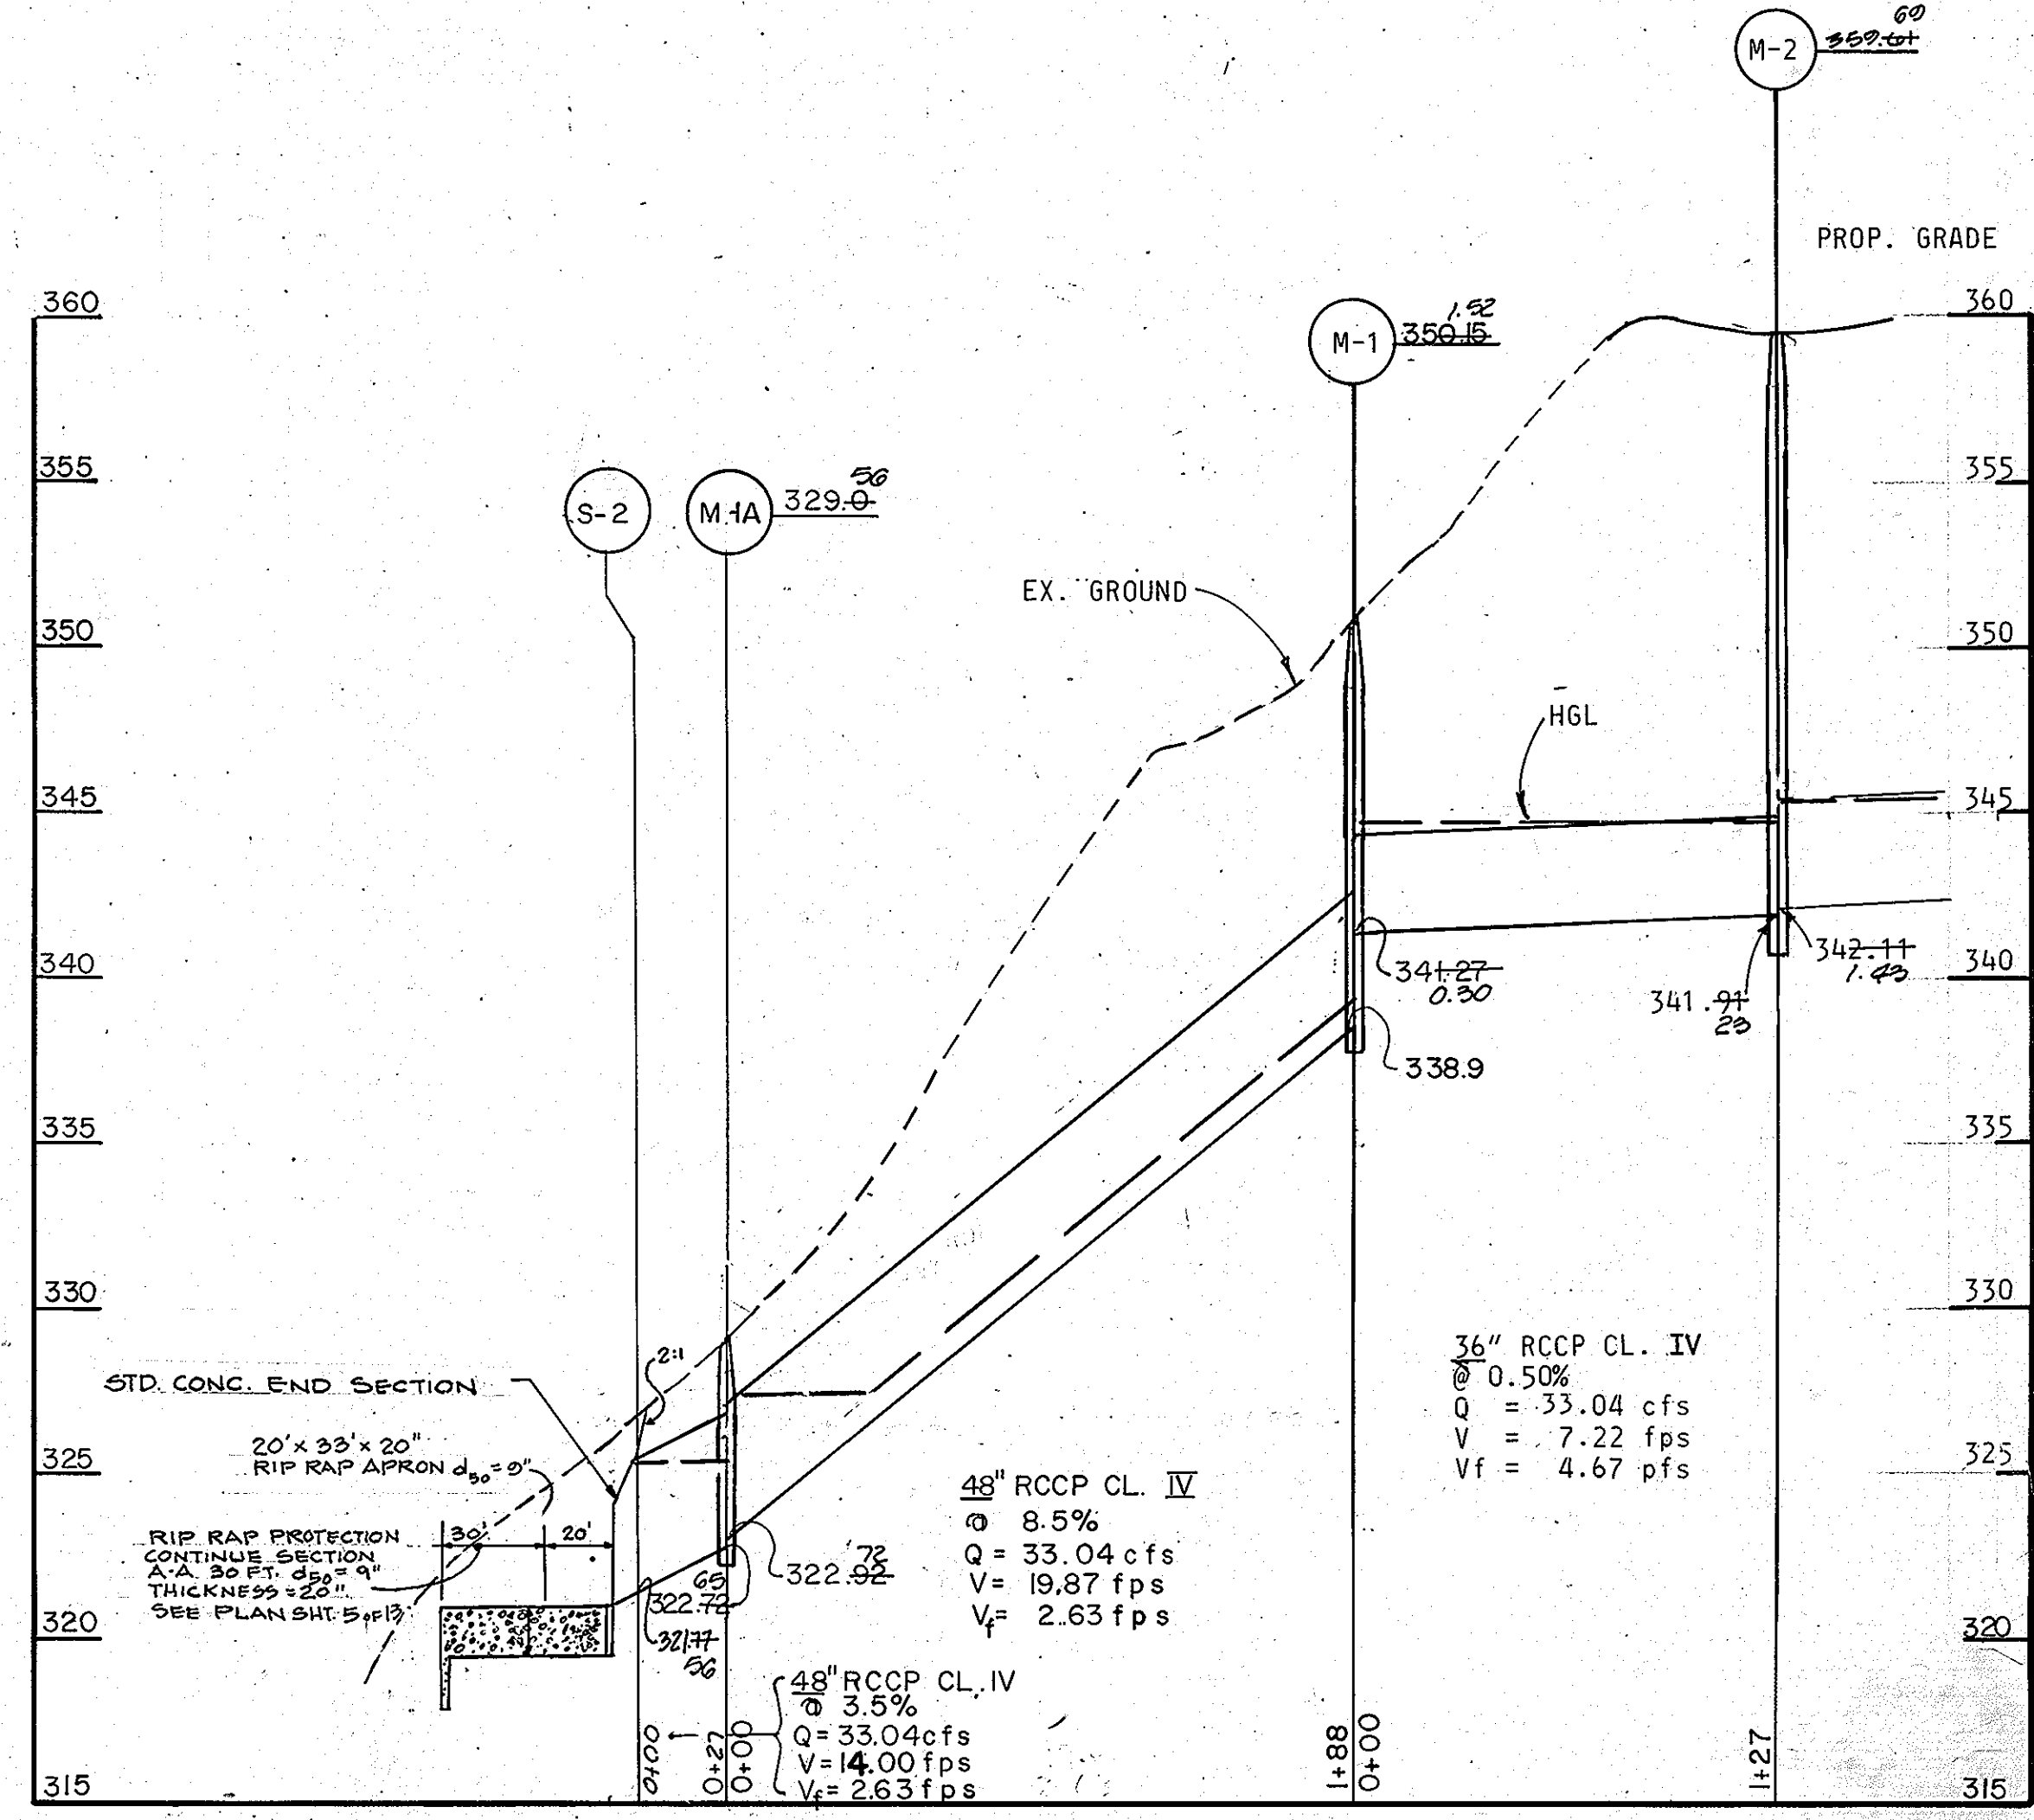 69
M-2 359.61
PROP. GRADE
360
360
1.52
M-1 350.15
355
355
56
S-2
M-1A 329.0
EX. GROUND
350
350
HGL
345
345
340
340
341.27
0.30
342.11
1.43
341.91
23
338.9
335
335
330
330
2:1
STD. CONC. END SECTION
36" RCCP CL. IV
@ 0.50%
Q = 33.04 cfs
V = 7.22 fps
Vf = 4.67 pfs
20' x 33' x 20"
RIP RAP APRON d50 = 9"
325
325
48" RCCP CL. IV
@ 8.5%
Q = 33.04 cfs
V = 19.87 fps
Vf = 2.63 fps
RIP RAP PROTECTION
CONTINUE SECTION
A-A 30 FT. d50 = 9"
THICKNESS = 20".
SEE PLAN SHT. 5 OF 13
30'
20'
72
322.92
65
322.72
321.77
56
320
320
48" RCCP CL. IV
@ 3.5%
Q = 33.04 cfs
V = 14.00 fps
Vf = 2.63 fps
0+00
0+27
0+00
1+88
0+00
1+27
315
315